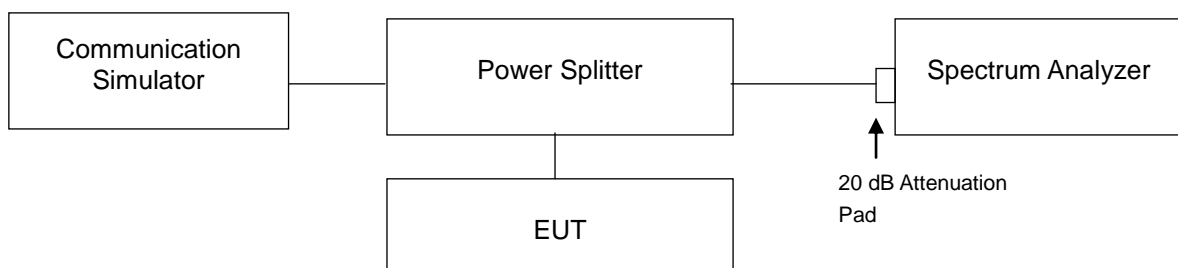 Communication
Simulator
Power Splitter
Spectrum Analyzer
20 dB Attenuation
Pad
EUT